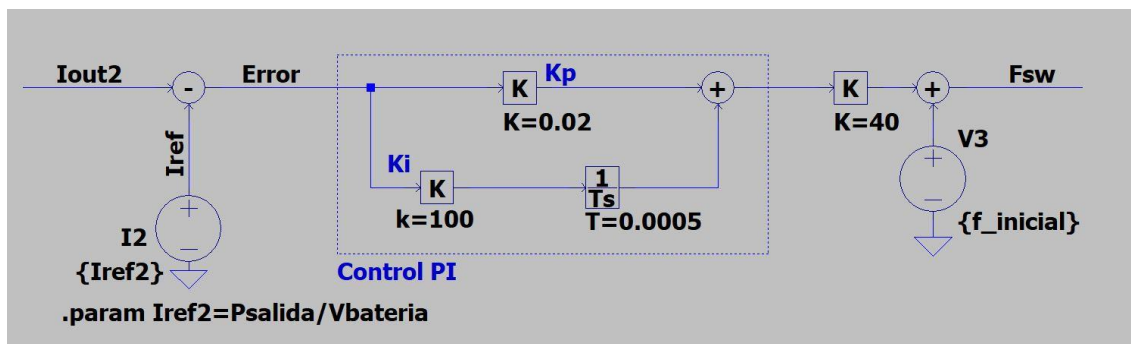 Iout2
-
Error
Kp
K
K=0.02
+
K
K=40
+
Fsw
Iref
Ki
K
k=100
1
Ts
T=0.0005
V3
+
-
{f_inicial}
I2
+
-
{Iref2}
Control PI
.param Iref2=Psalida/Vbateria